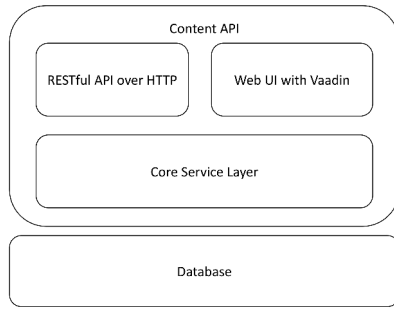 Content API
RESTful API over HTTP
Web UI with Vaadin
Core Service Layer
Database